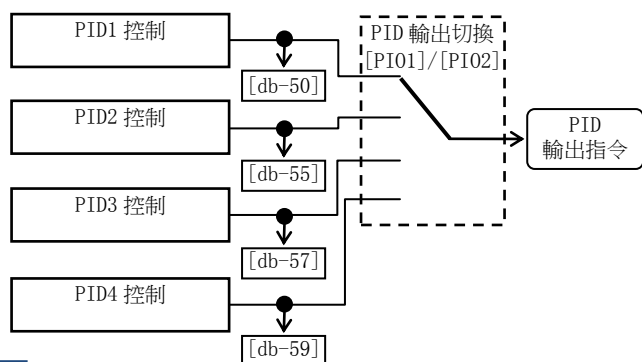 PID1 控制
[db-50]
PID2 控制
[db-55]
PID3 控制
[db-57]
PID4 控制
[db-59]
PID 輸出切換
[PIO1]/[PIO2]
PID
輸出指令